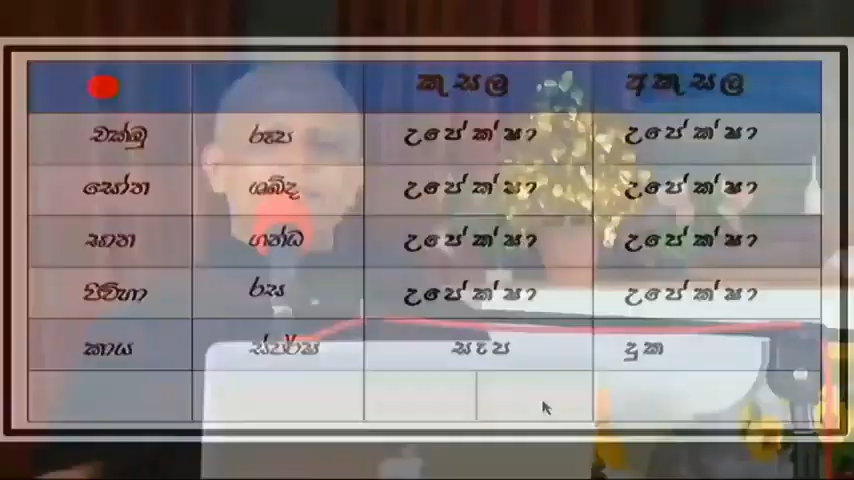 කුසල අකුසල
චක්ඛු රූප උපේක්ෂා උපේක්ෂා
සෝත ශබ්ද උපේක්ෂා උපේක්ෂා
ඝාන ගන්ධ උපේක්ෂා උපේක්ෂා
ජිව්හා රස උපේක්ෂා උපේක්ෂා
කාය ස්පර්ෂ සැප දුක